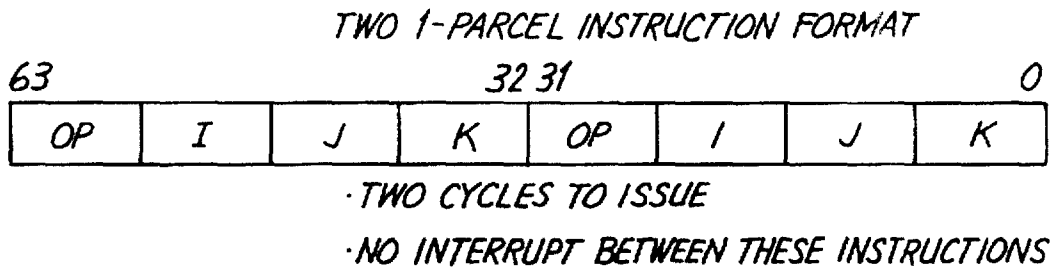 TWO 1-PARCEL INSTRUCTION FORMAT
63 32 31 0
OP I J K OP I J K
· TWO CYCLES TO ISSUE
· NO INTERRUPT BETWEEN THESE INSTRUCTIONS